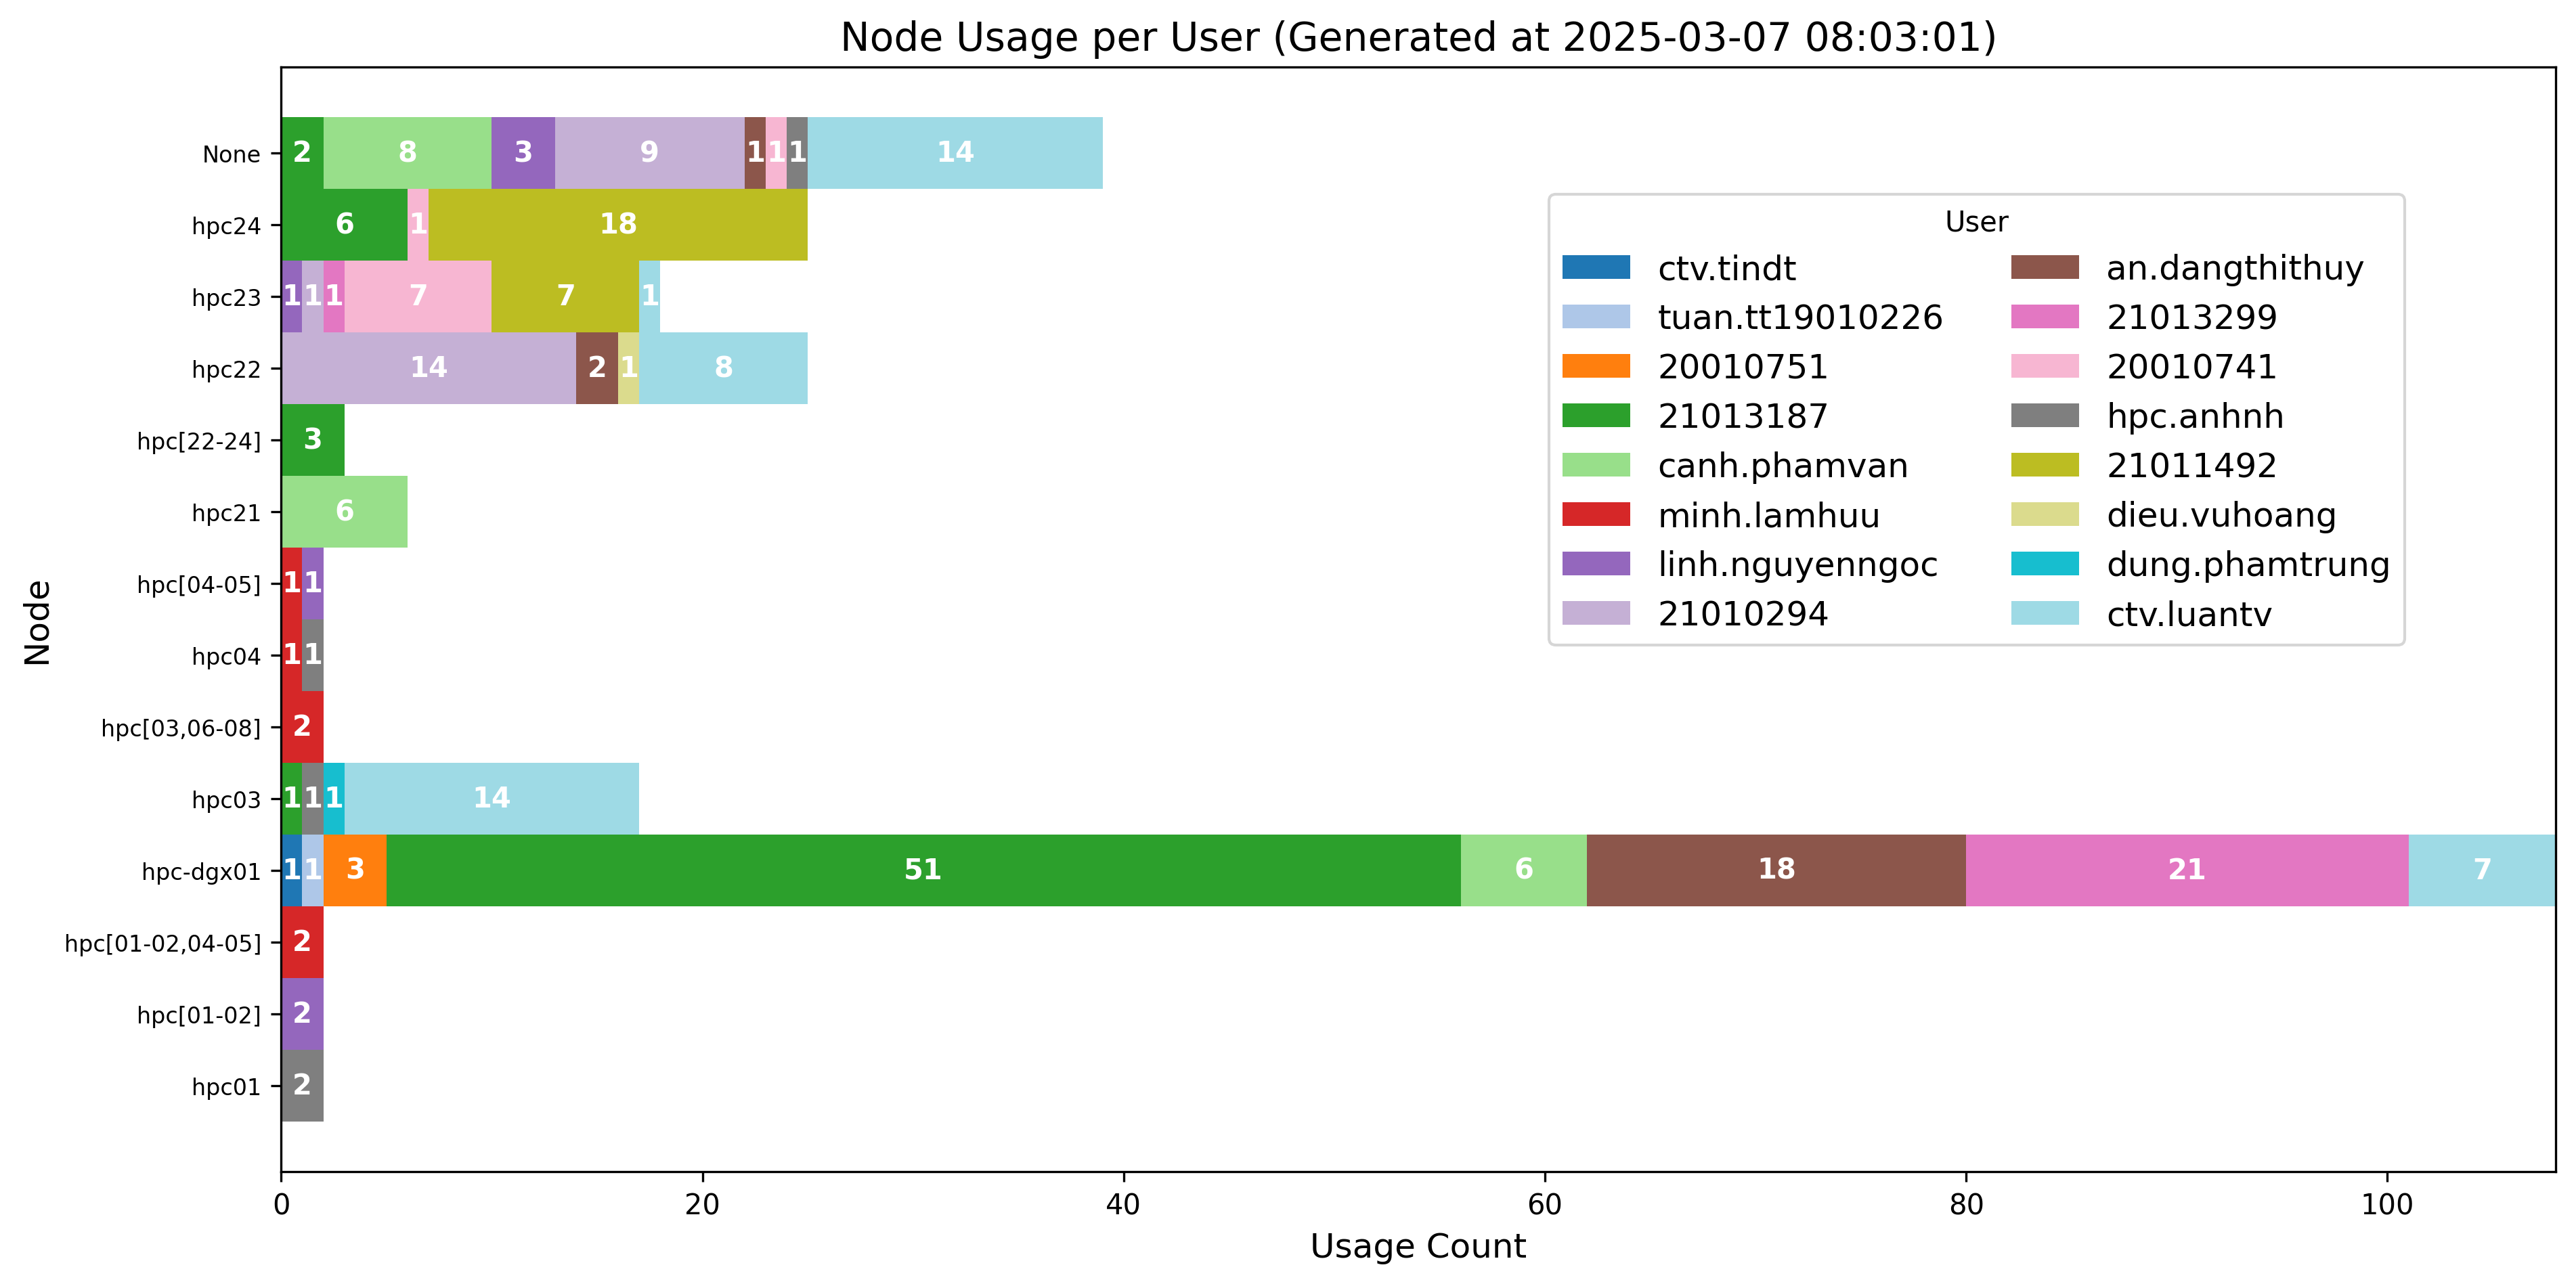 Node Usage per User (Generated at 2025-03-07 08:03:01)
None 2 8 3 9 1 1 1 14
hpc24 6 1 18
hpc23 1 1 1 7 7 1
hpc22 14 2 1 8
hpc[22-24] 3
hpc21 6
hpc[04-05] 1 1
hpc04 1 1
hpc[03,06-08] 2
hpc03 1 1 1 14
hpc-dgx01 1 1 3 51 6 18 21 7
hpc[01-02,04-05] 2
hpc[01-02] 2
hpc01 2
Node
0 20 40 60 80 100
Usage Count
User
ctv.tindt
tuan.tt19010226
20010751
21013187
canh.phamvan
minh.lamhuu
linh.nguyenngoc
21010294
an.dangthithuy
21013299
20010741
hpc.anhnh
21011492
dieu.vuhoang
dung.phamtrung
ctv.luantv